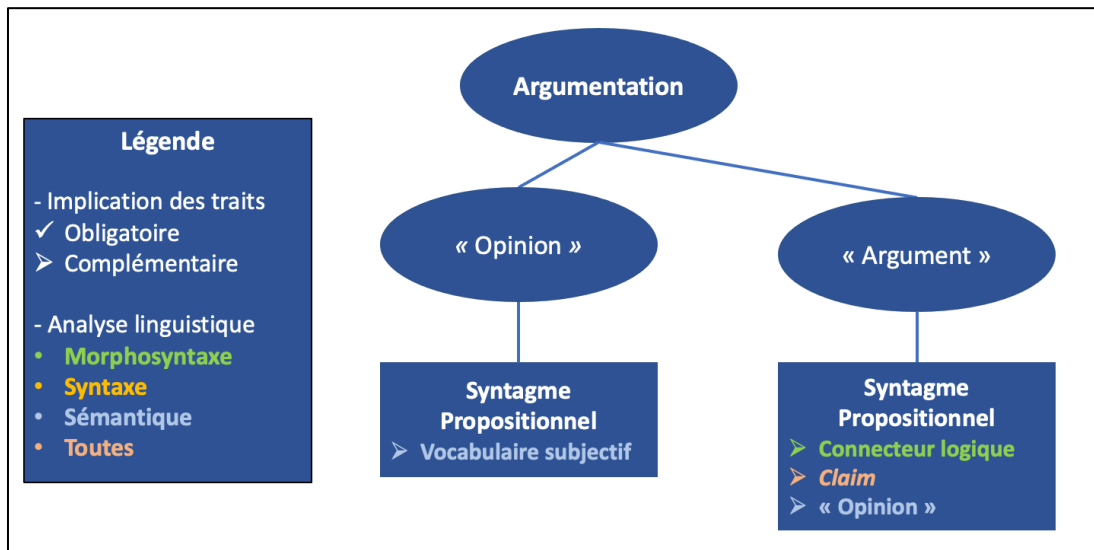 Argumentation
Légende
- Implication des traits
✓ Obligatoire
➢ Complémentaire
- Analyse linguistique
• Morphosyntaxe
• Syntaxe
• Sémantique
• Toutes
« Opinion »
« Argument »
Syntagme
Propositionnel
➢ Vocabulaire subjectif
Syntagme
Propositionnel
➢ Connecteur logique
➢ Claim
➢ « Opinion »